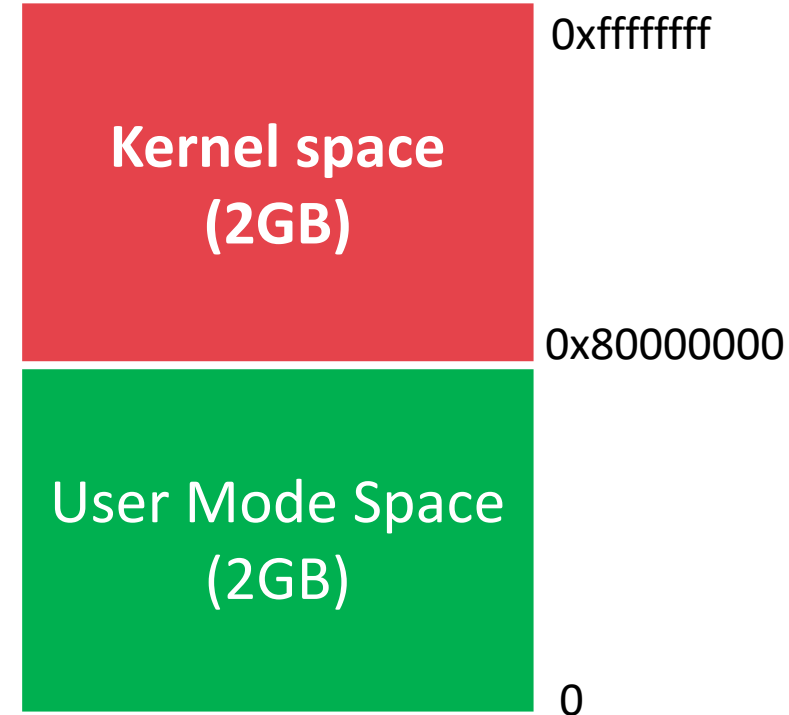 0xffffffff
Kernel space
(2GB)
0x80000000
User Mode Space
(2GB)
0